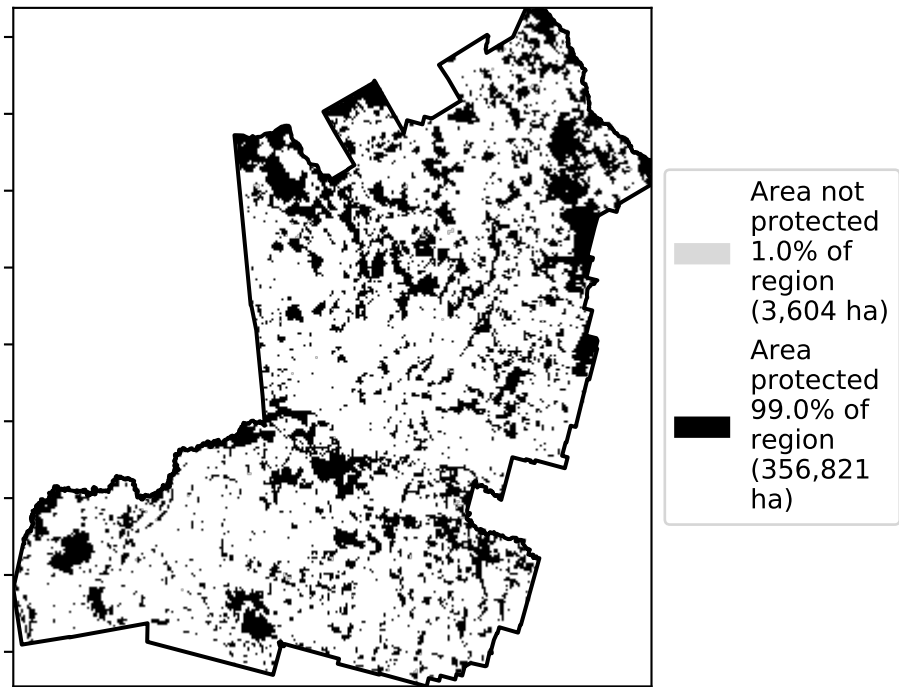 Area not
protected
1.0% of
region
(3,604 ha)
Area
protected
99.0% of
region
(356,821
ha)